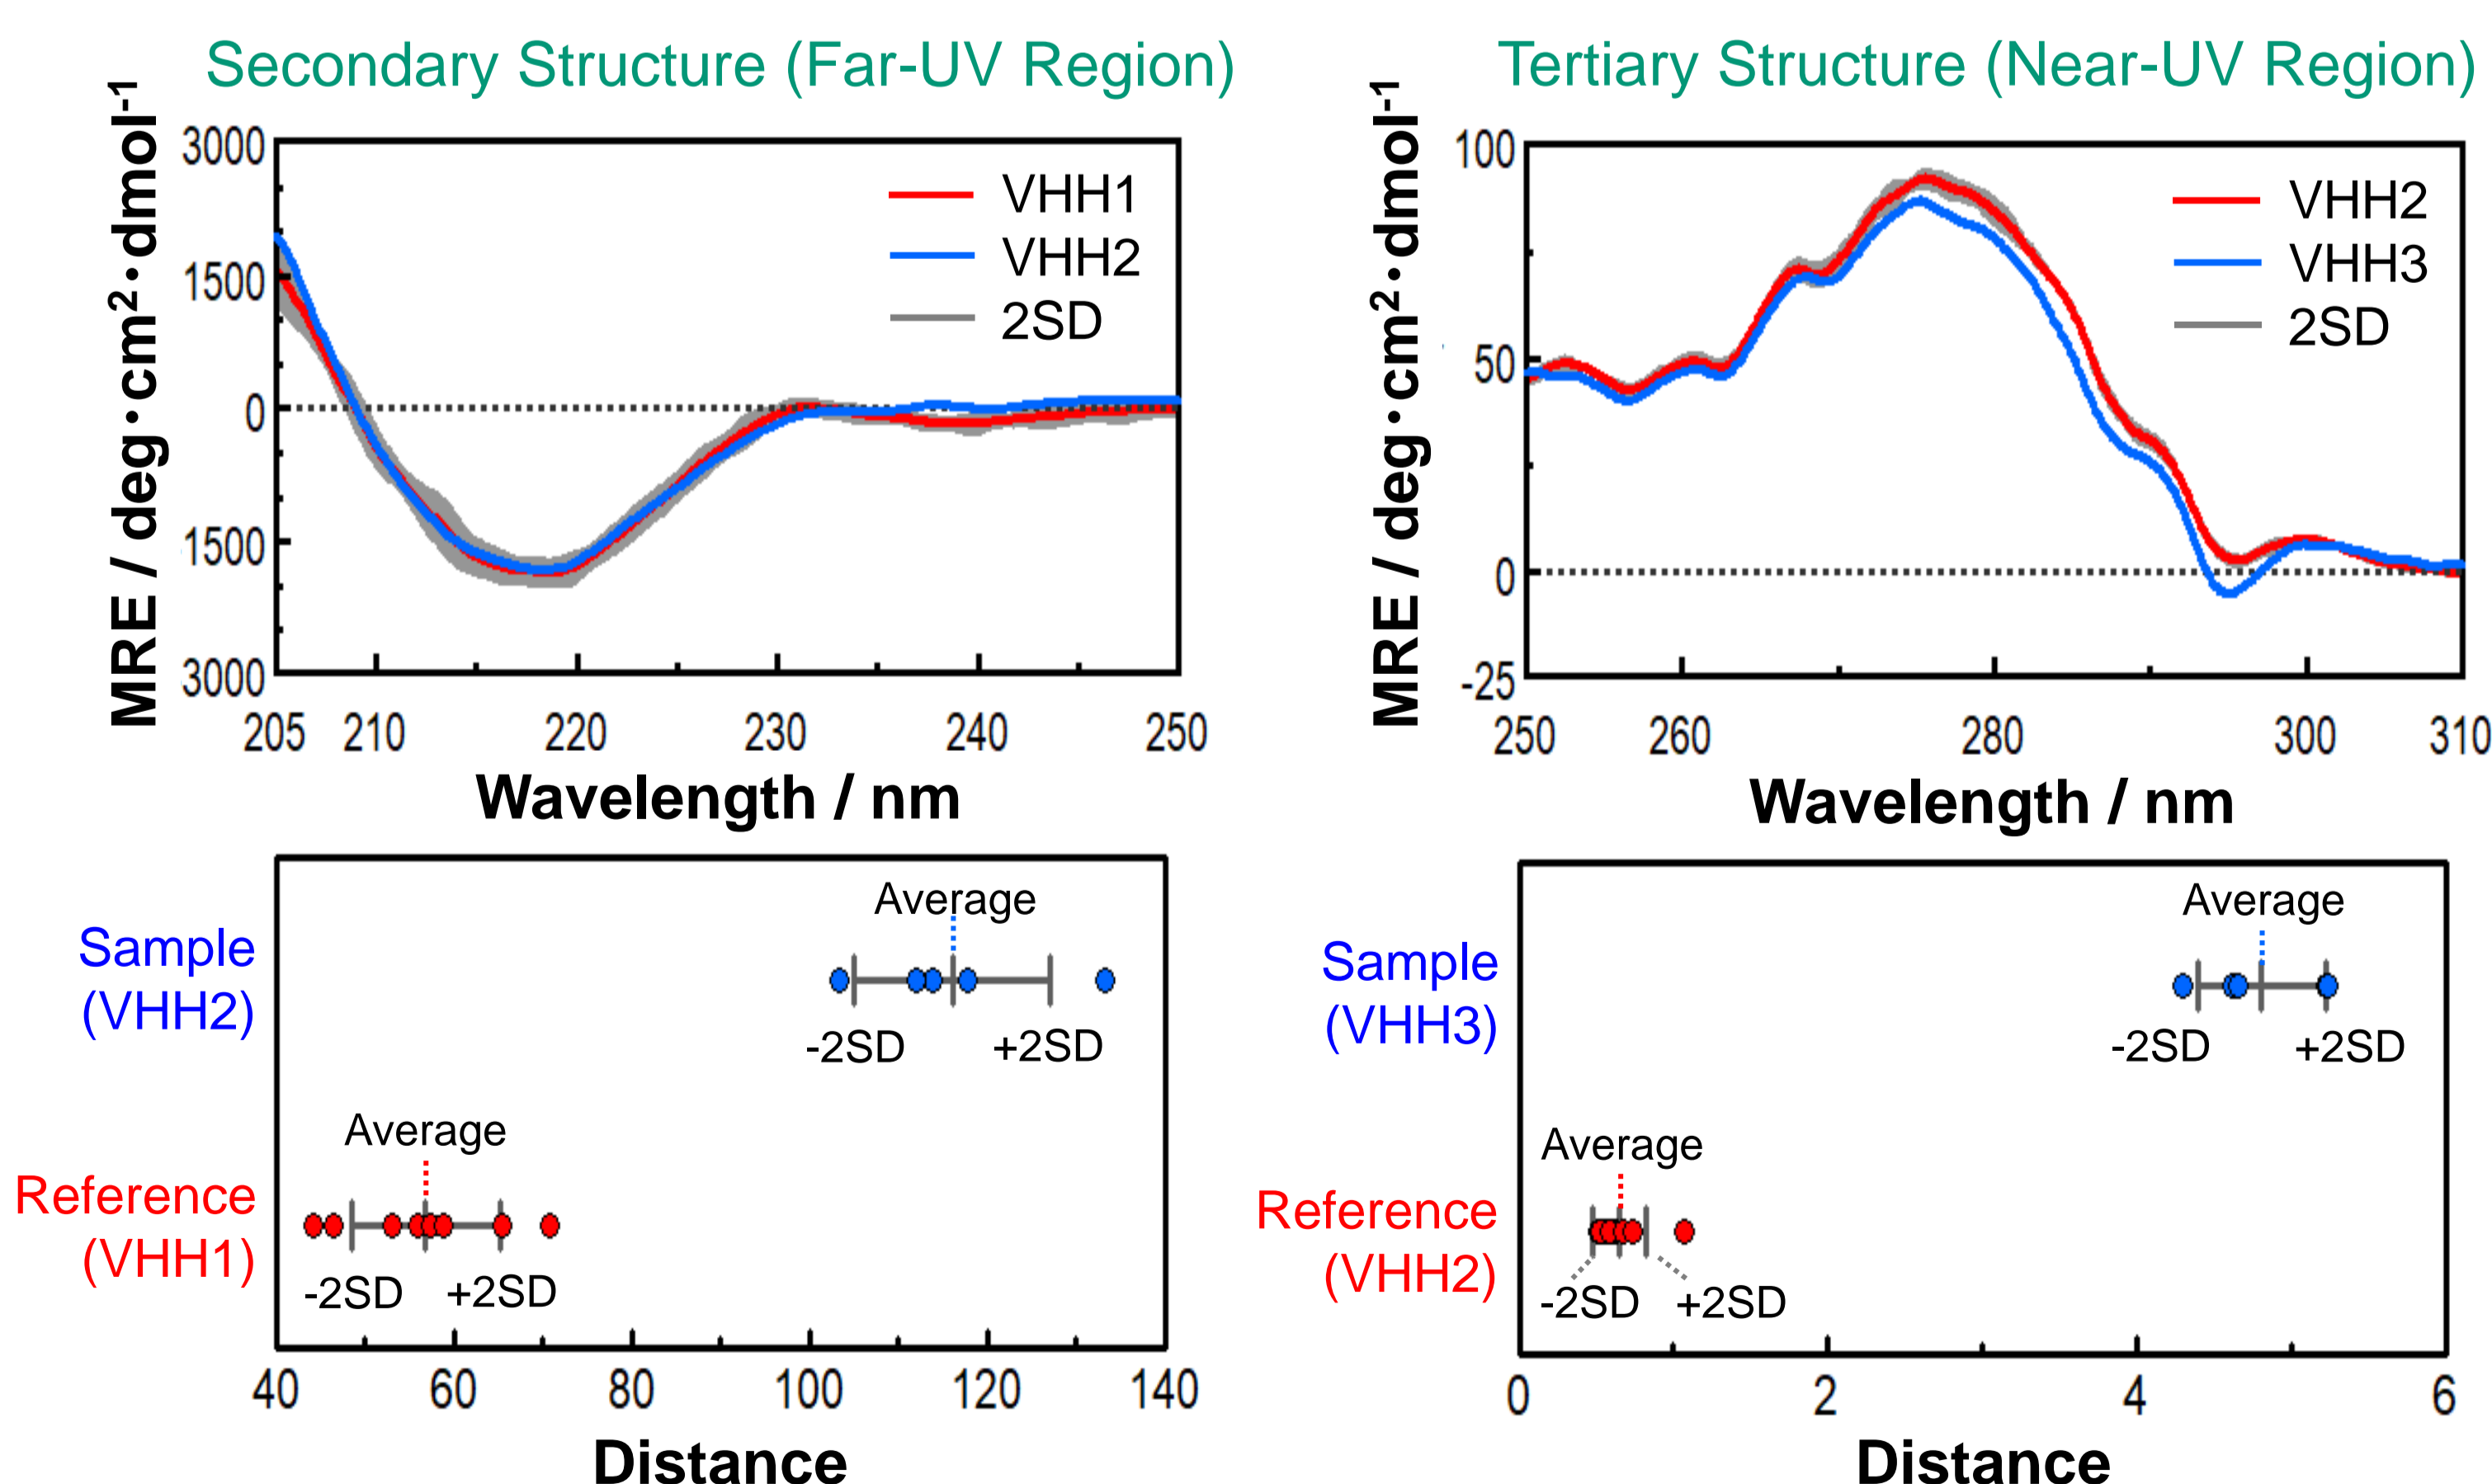 Secondary Structure (Far-UV Region)
MRE / deg·cm²·dmol⁻¹
3000
1500
0
1500
3000
VHH1
VHH2
2SD
205 210 220 230 240 250
Wavelength / nm
Tertiary Structure (Near-UV Region)
MRE / deg·cm²·dmol⁻¹
100
50
0
-25
VHH2
VHH3
2SD
250 260 280 300 310
Wavelength / nm
Sample
(VHH2)
Average
-2SD +2SD
Reference
(VHH1)
Average
-2SD +2SD
40 60 80 100 120 140
Distance
Sample
(VHH3)
Average
-2SD +2SD
Reference
(VHH2)
Average
-2SD +2SD
0 2 4 6
Distance